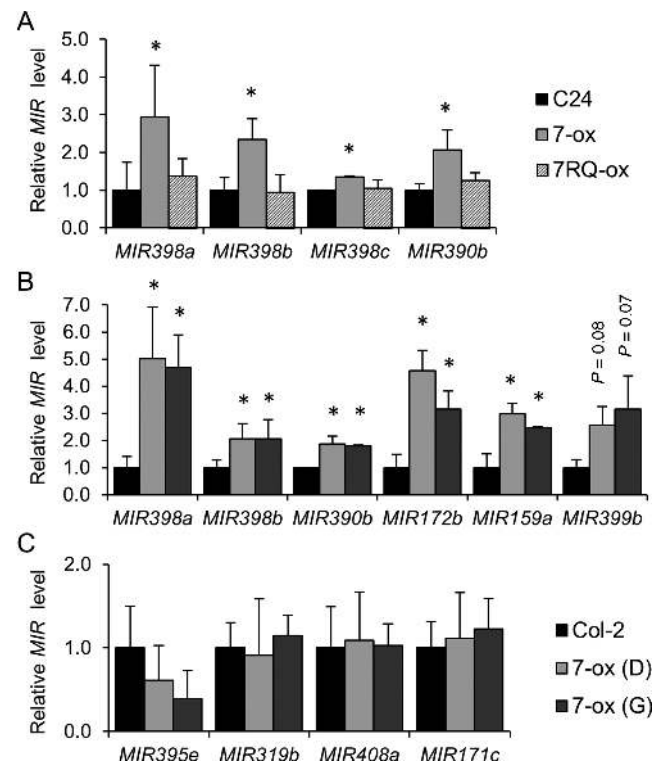 A
Relative MIR level
5.0
4.0
3.0
2.0
1.0
0.0
* * * *
C24
7-ox
7RQ-ox
MIR398a MIR398b MIR398c MIR390b
B
Relative MIR level
7.0
6.0
5.0
4.0
3.0
2.0
1.0
0.0
* * * * * * * * * *
P = 0.08
P = 0.07
MIR398a MIR398b MIR390b MIR172b MIR159a MIR399b
C
Relative MIR level
2.0
1.0
0.0
Col-2
7-ox (D)
7-ox (G)
MIR395e MIR319b MIR408a MIR171c